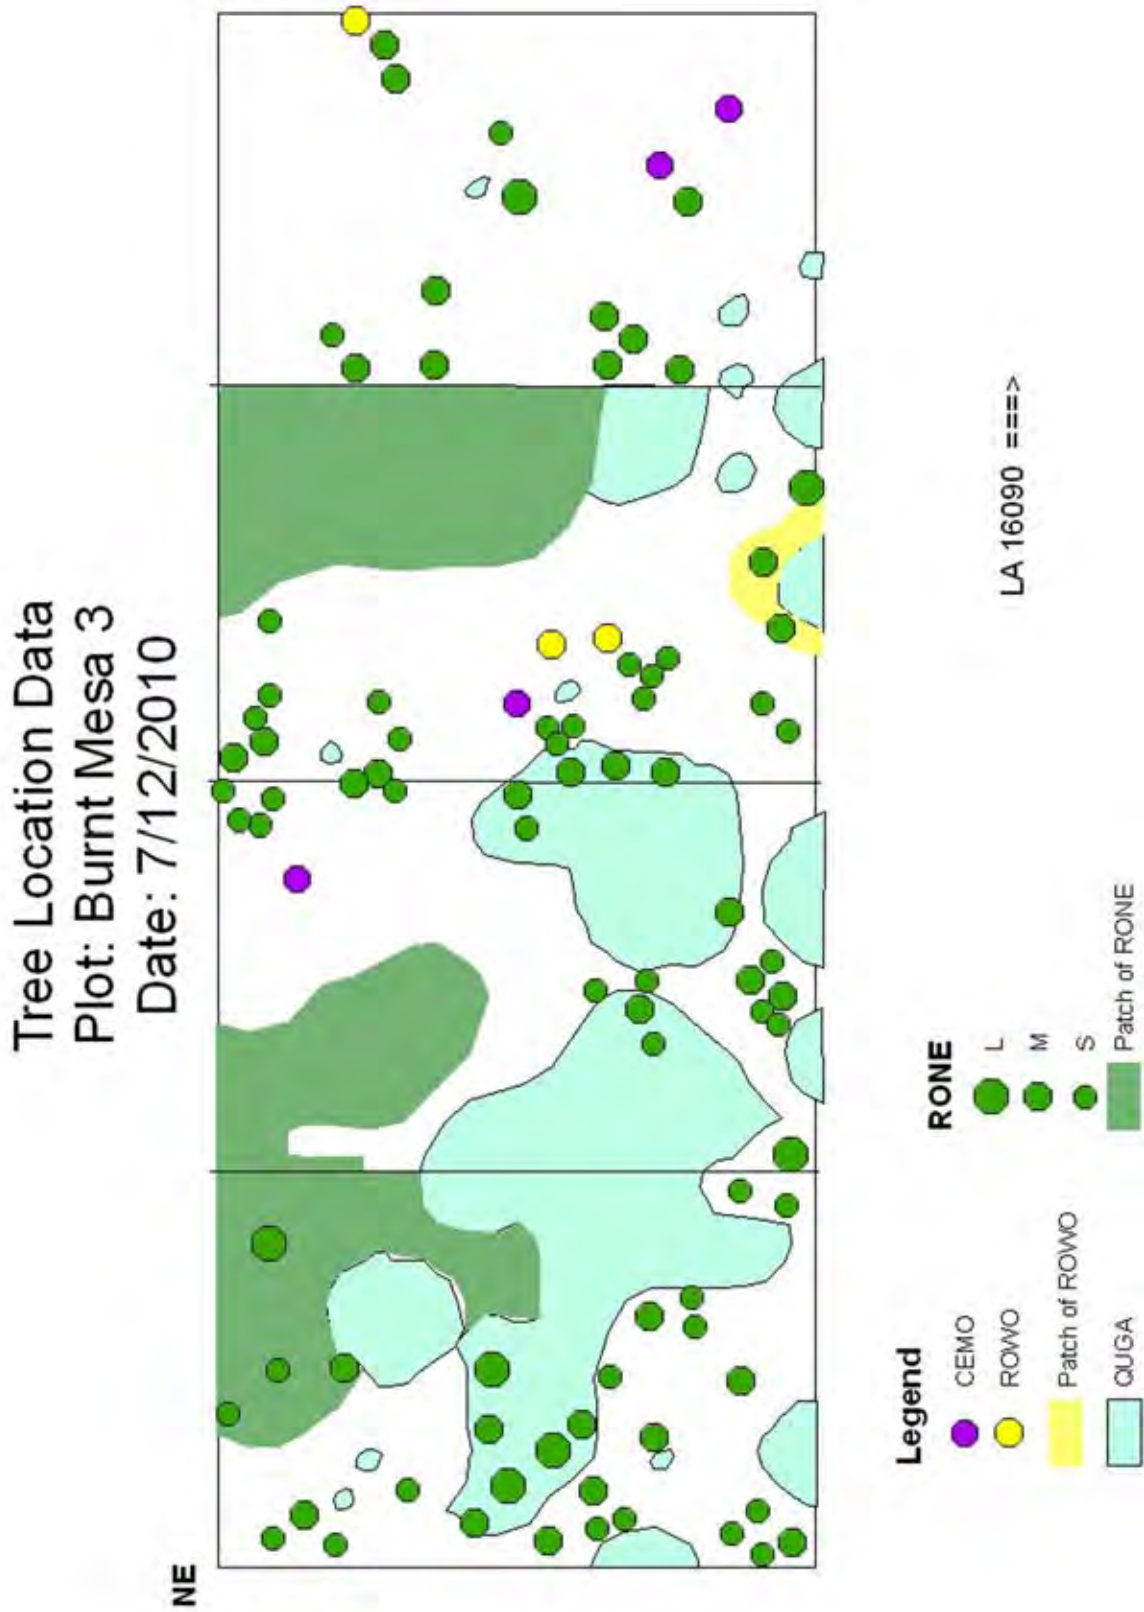 Tree Location Data
Plot: Burnt Mesa 3
Date: 7/12/2010
NE
LA 16090 ===>
Legend
CEMO
ROWO
Patch of ROWO
QUGA
RONE
L
M
S
Patch of RONE